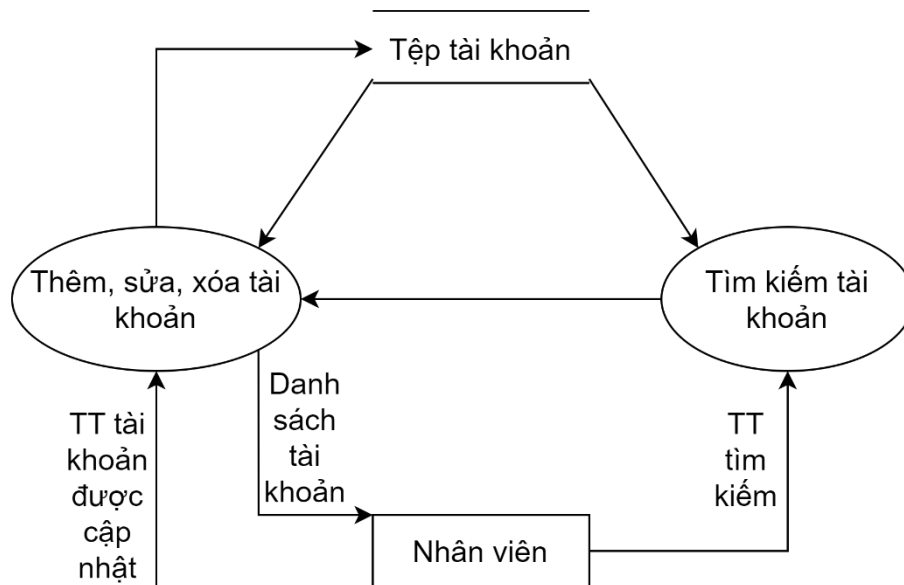 Tệp tài khoản
Thêm, sửa, xóa tài
khoản
Tìm kiếm tài
khoản
TT tài
khoản
được
cập
nhật
Danh
sách
tài
khoản
TT
tìm
kiếm
Nhân viên